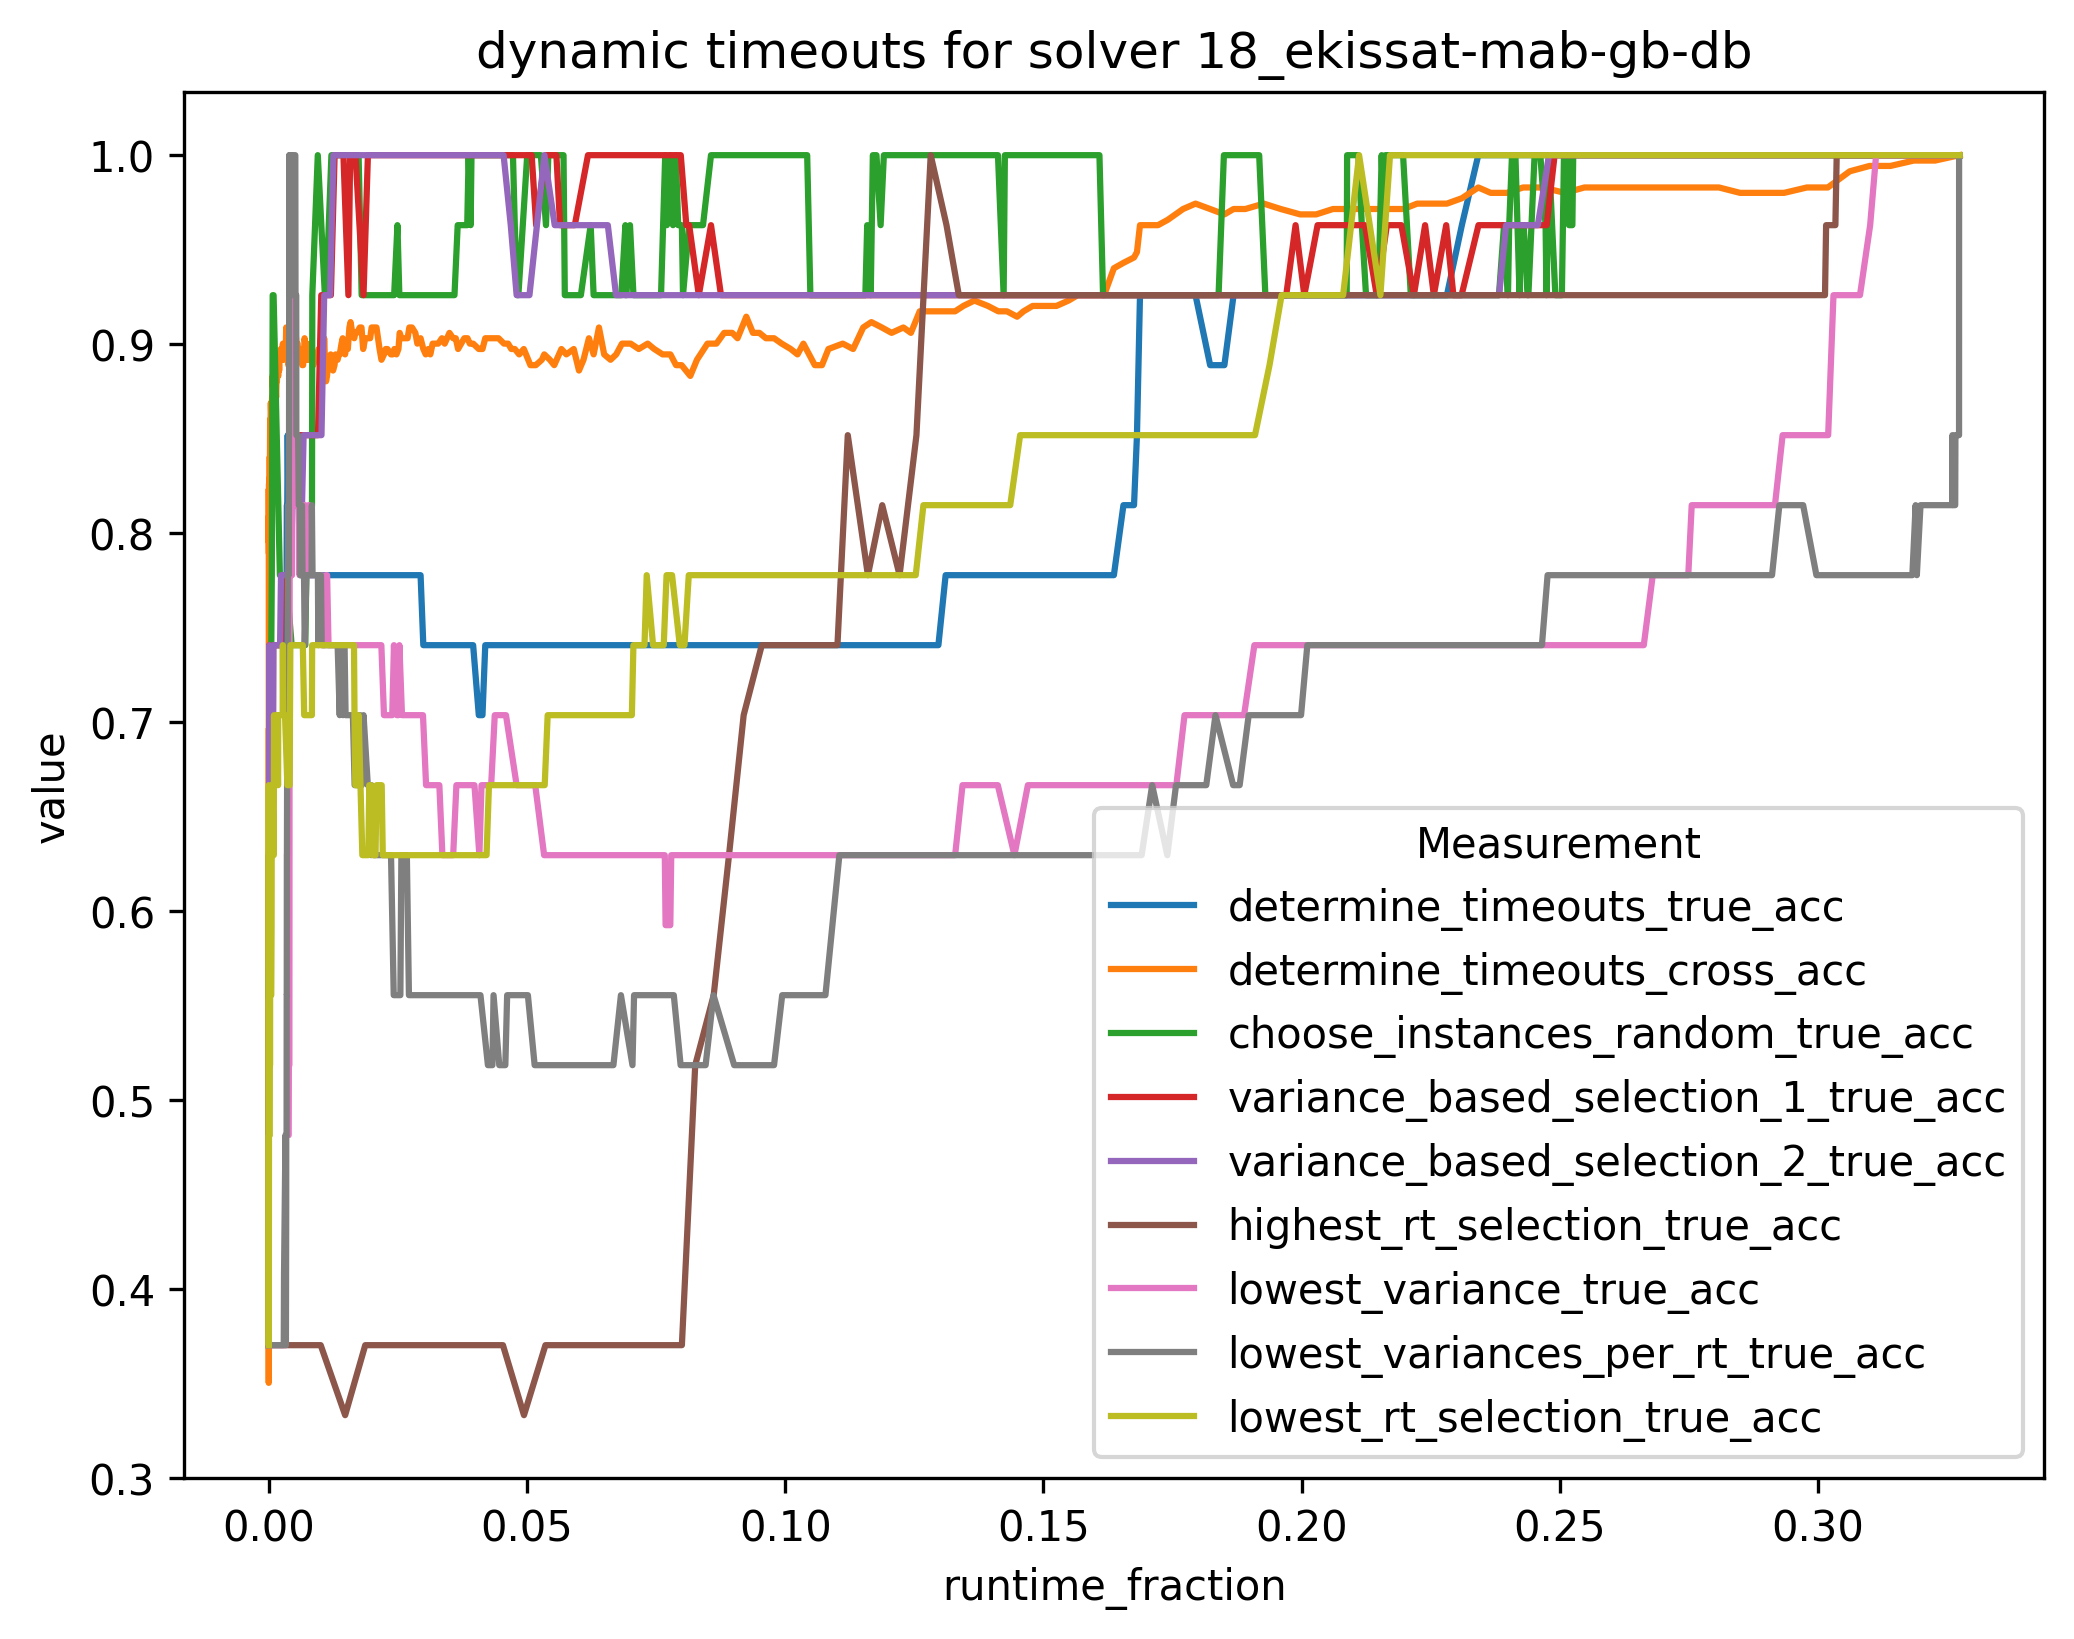 dynamic timeouts for solver 18_ekissat-mab-gb-db
1.0
0.9
0.8
0.7
0.6
0.5
0.4
0.3
value
Measurement
determine_timeouts_true_acc
determine_timeouts_cross_acc
choose_instances_random_true_acc
variance_based_selection_1_true_acc
variance_based_selection_2_true_acc
highest_rt_selection_true_acc
lowest_variance_true_acc
lowest_variances_per_rt_true_acc
lowest_rt_selection_true_acc
0.00 0.05 0.10 0.15 0.20 0.25 0.30
runtime_fraction